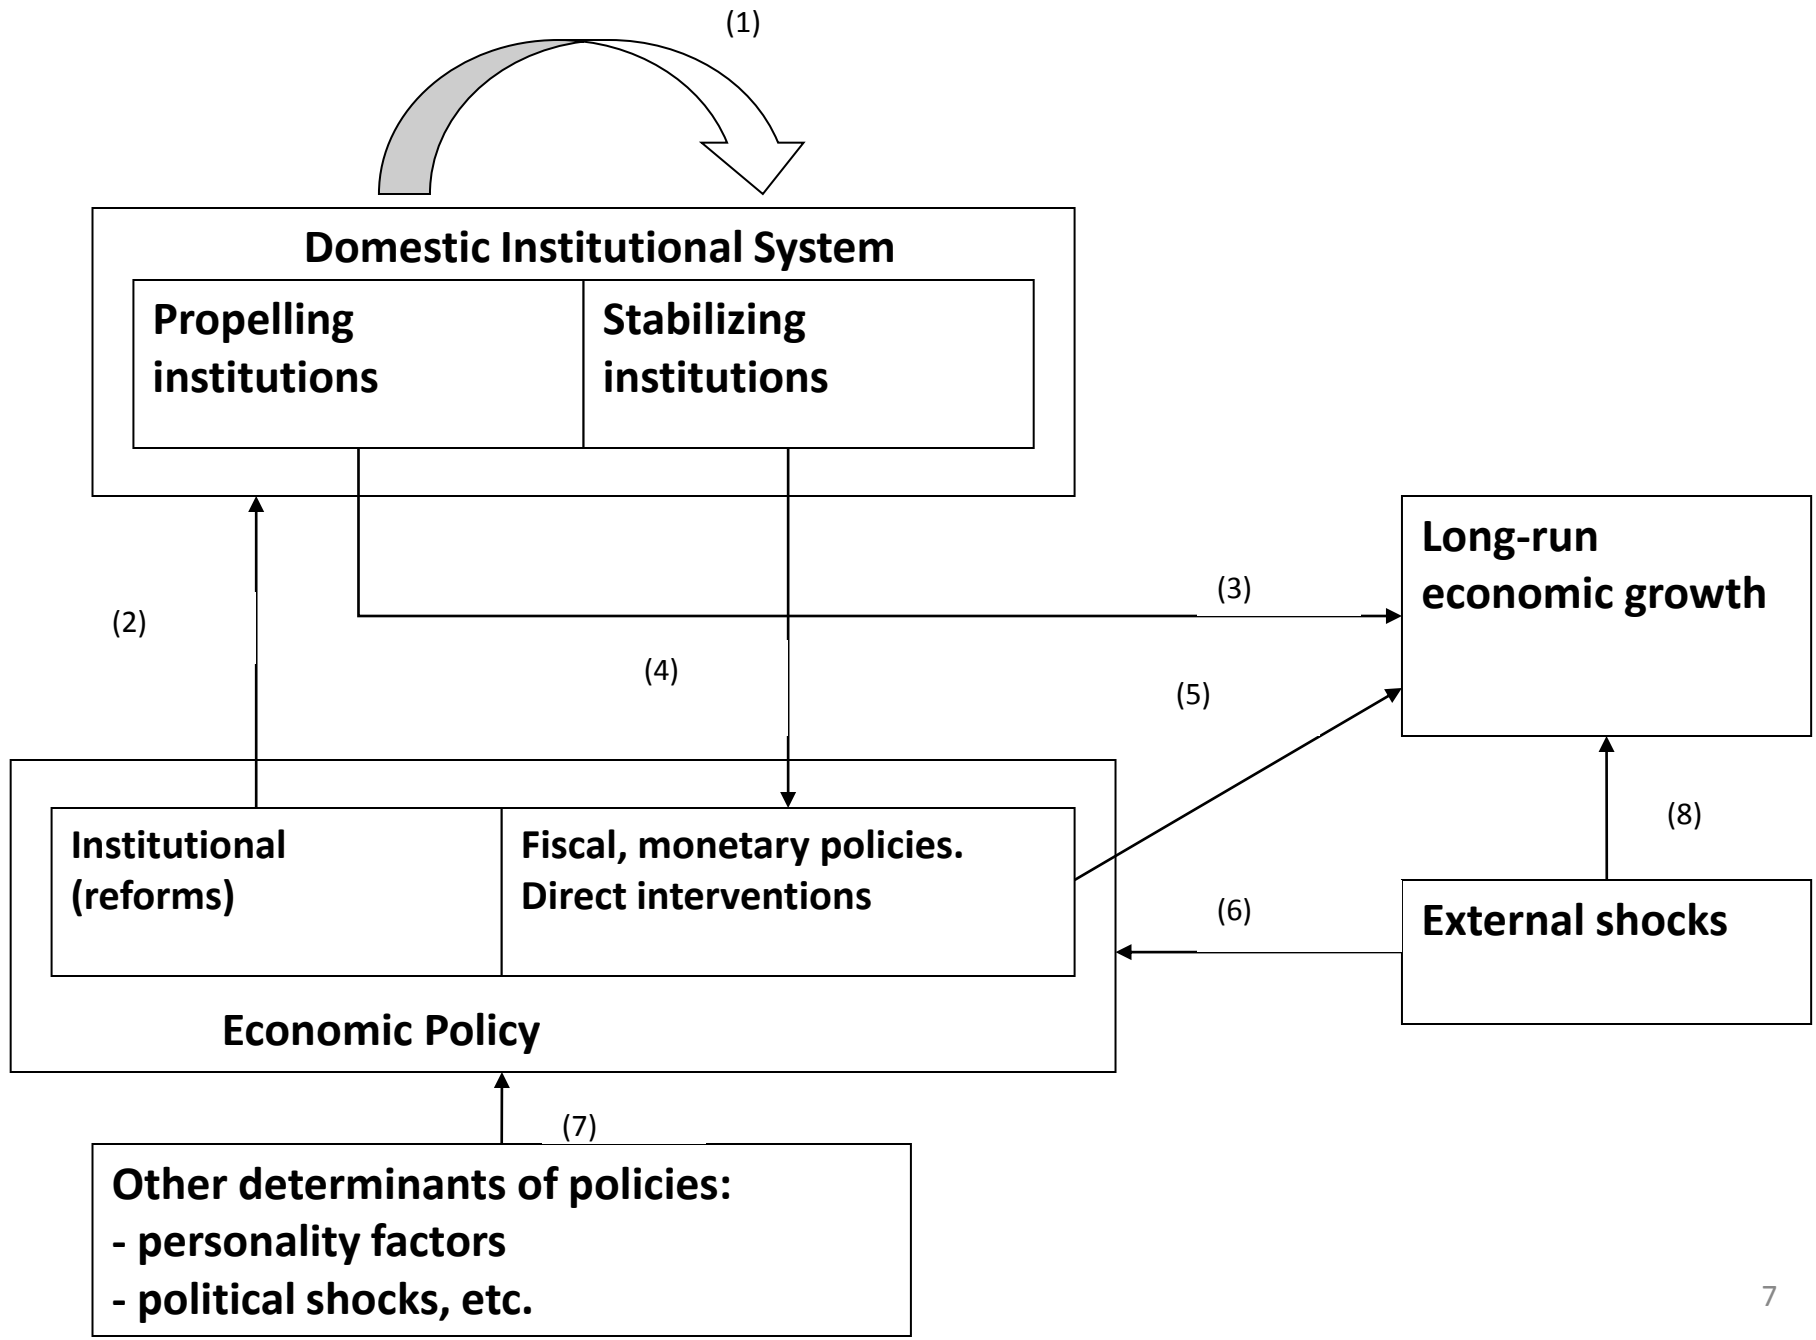 (1)
Domestic Institutional System
Propelling
institutions
Stabilizing
institutions
Long-run
economic growth
(3)
(2)
(4)
(5)
(8)
Institutional
(reforms)
Fiscal, monetary policies.
Direct interventions
(6)
External shocks
Economic Policy
(7)
Other determinants of policies:
- personality factors
- political shocks, etc.
7